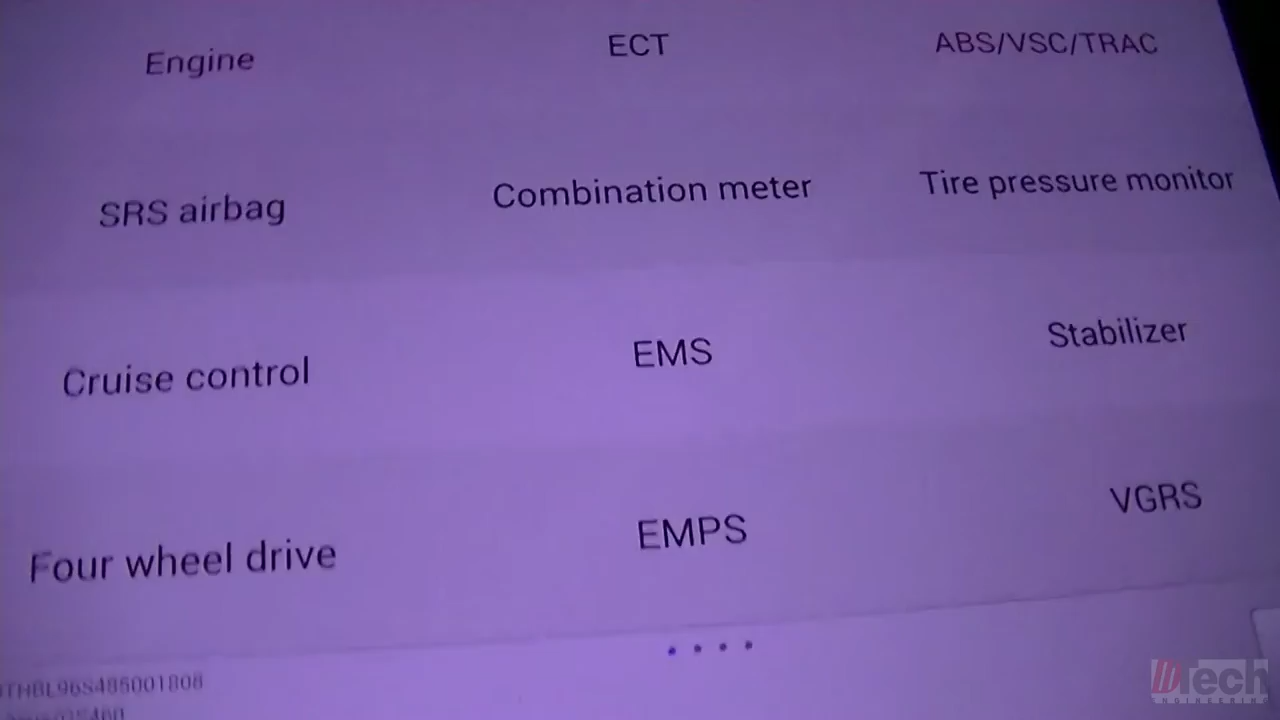 Engine ECT ABS/VSC/TRAC
SRS airbag Combination meter Tire pressure monitor
Cruise control EMS Stabilizer
Four wheel drive EMPS VGRS
Tech